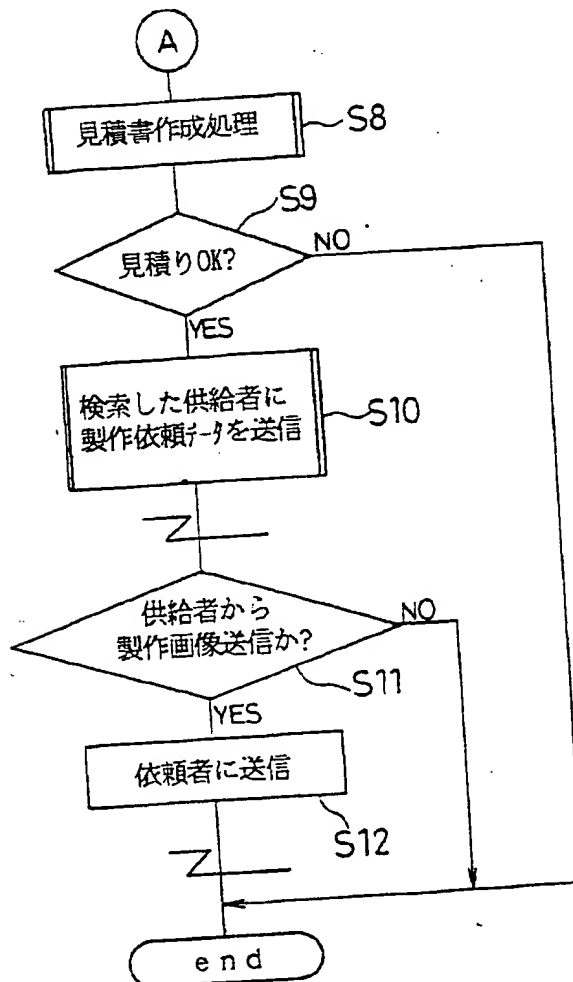 A
見積書作成処理
S8
S9
見積りOK?
NO
YES
検索した供給者に
製作依頼データを送信
S10
供給者から
製作画像送信か?
NO
S11
YES
依頼者に送信
S12
end